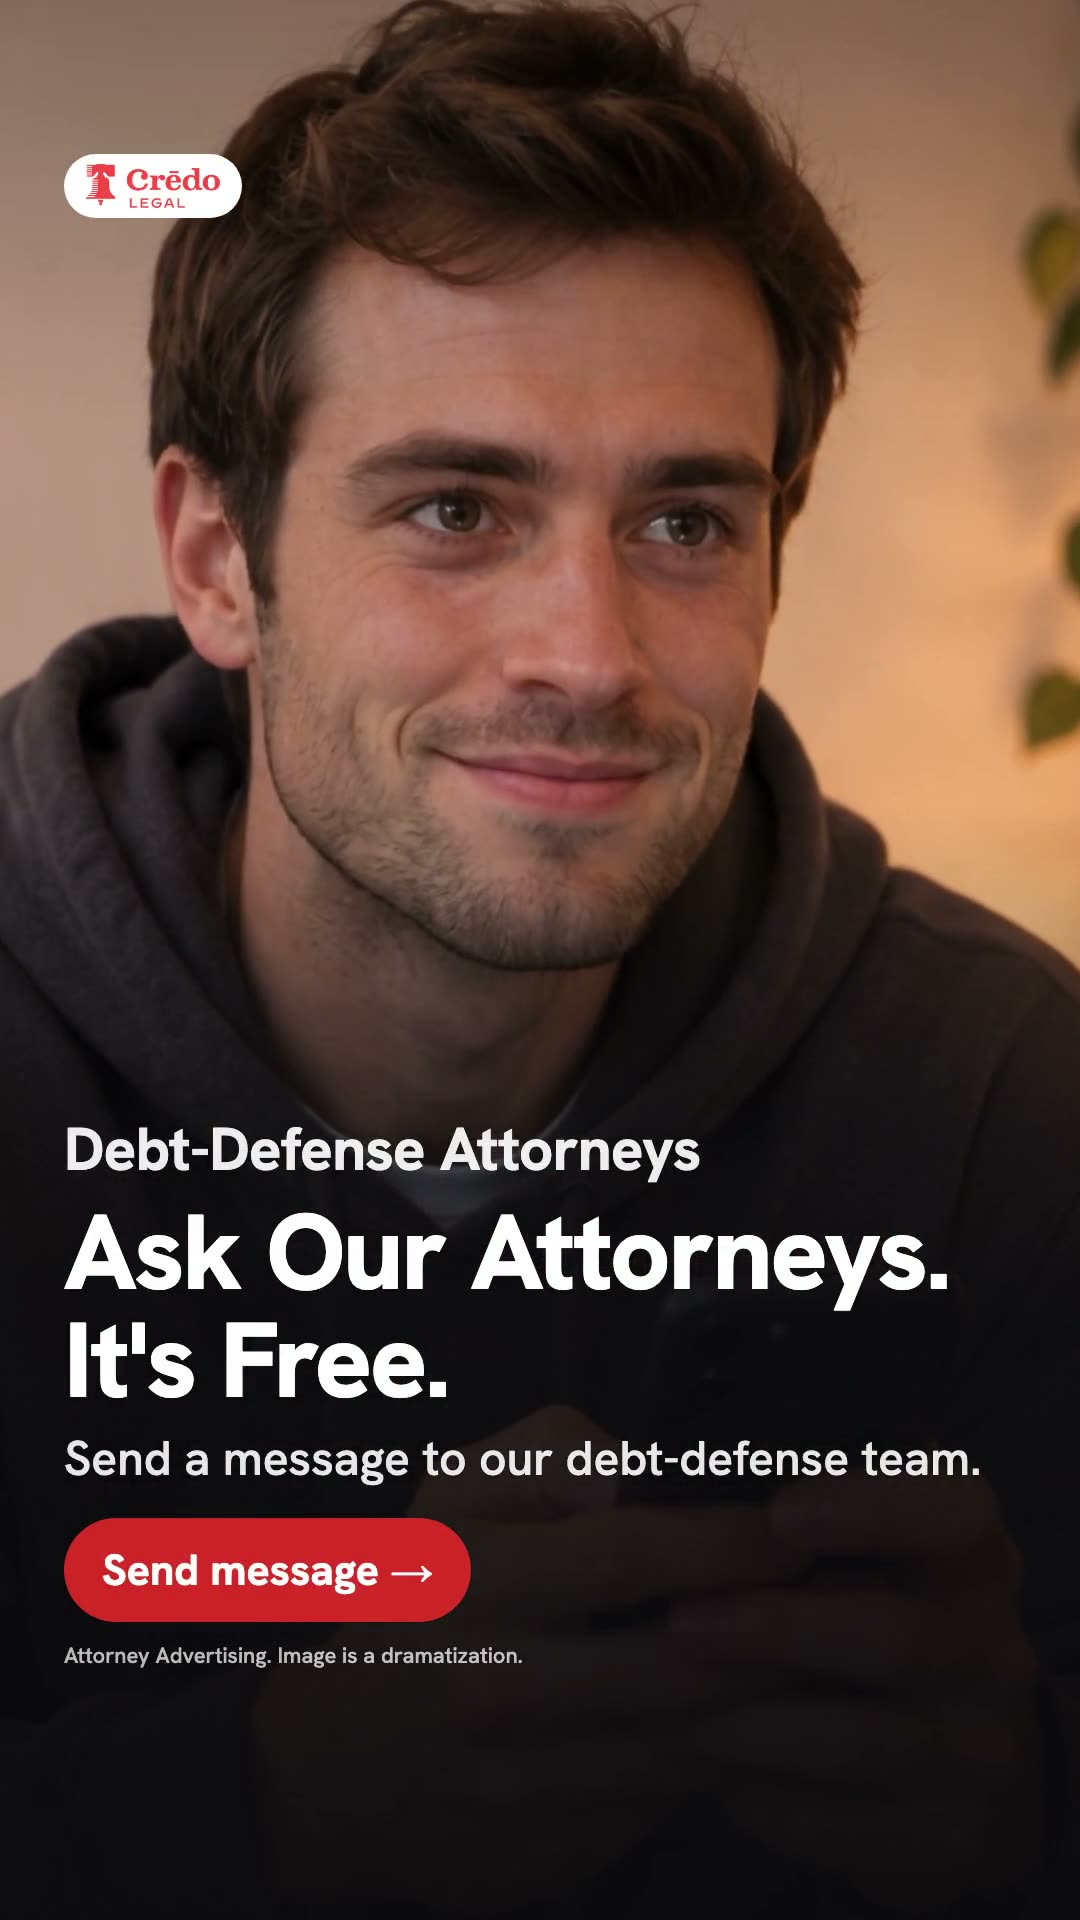 Crēdo
LEGAL
Debt-Defense Attorneys
Ask Our Attorneys.
It's Free.
Send a message to our debt-defense team.
Send message →
Attorney Advertising. Image is a dramatization.